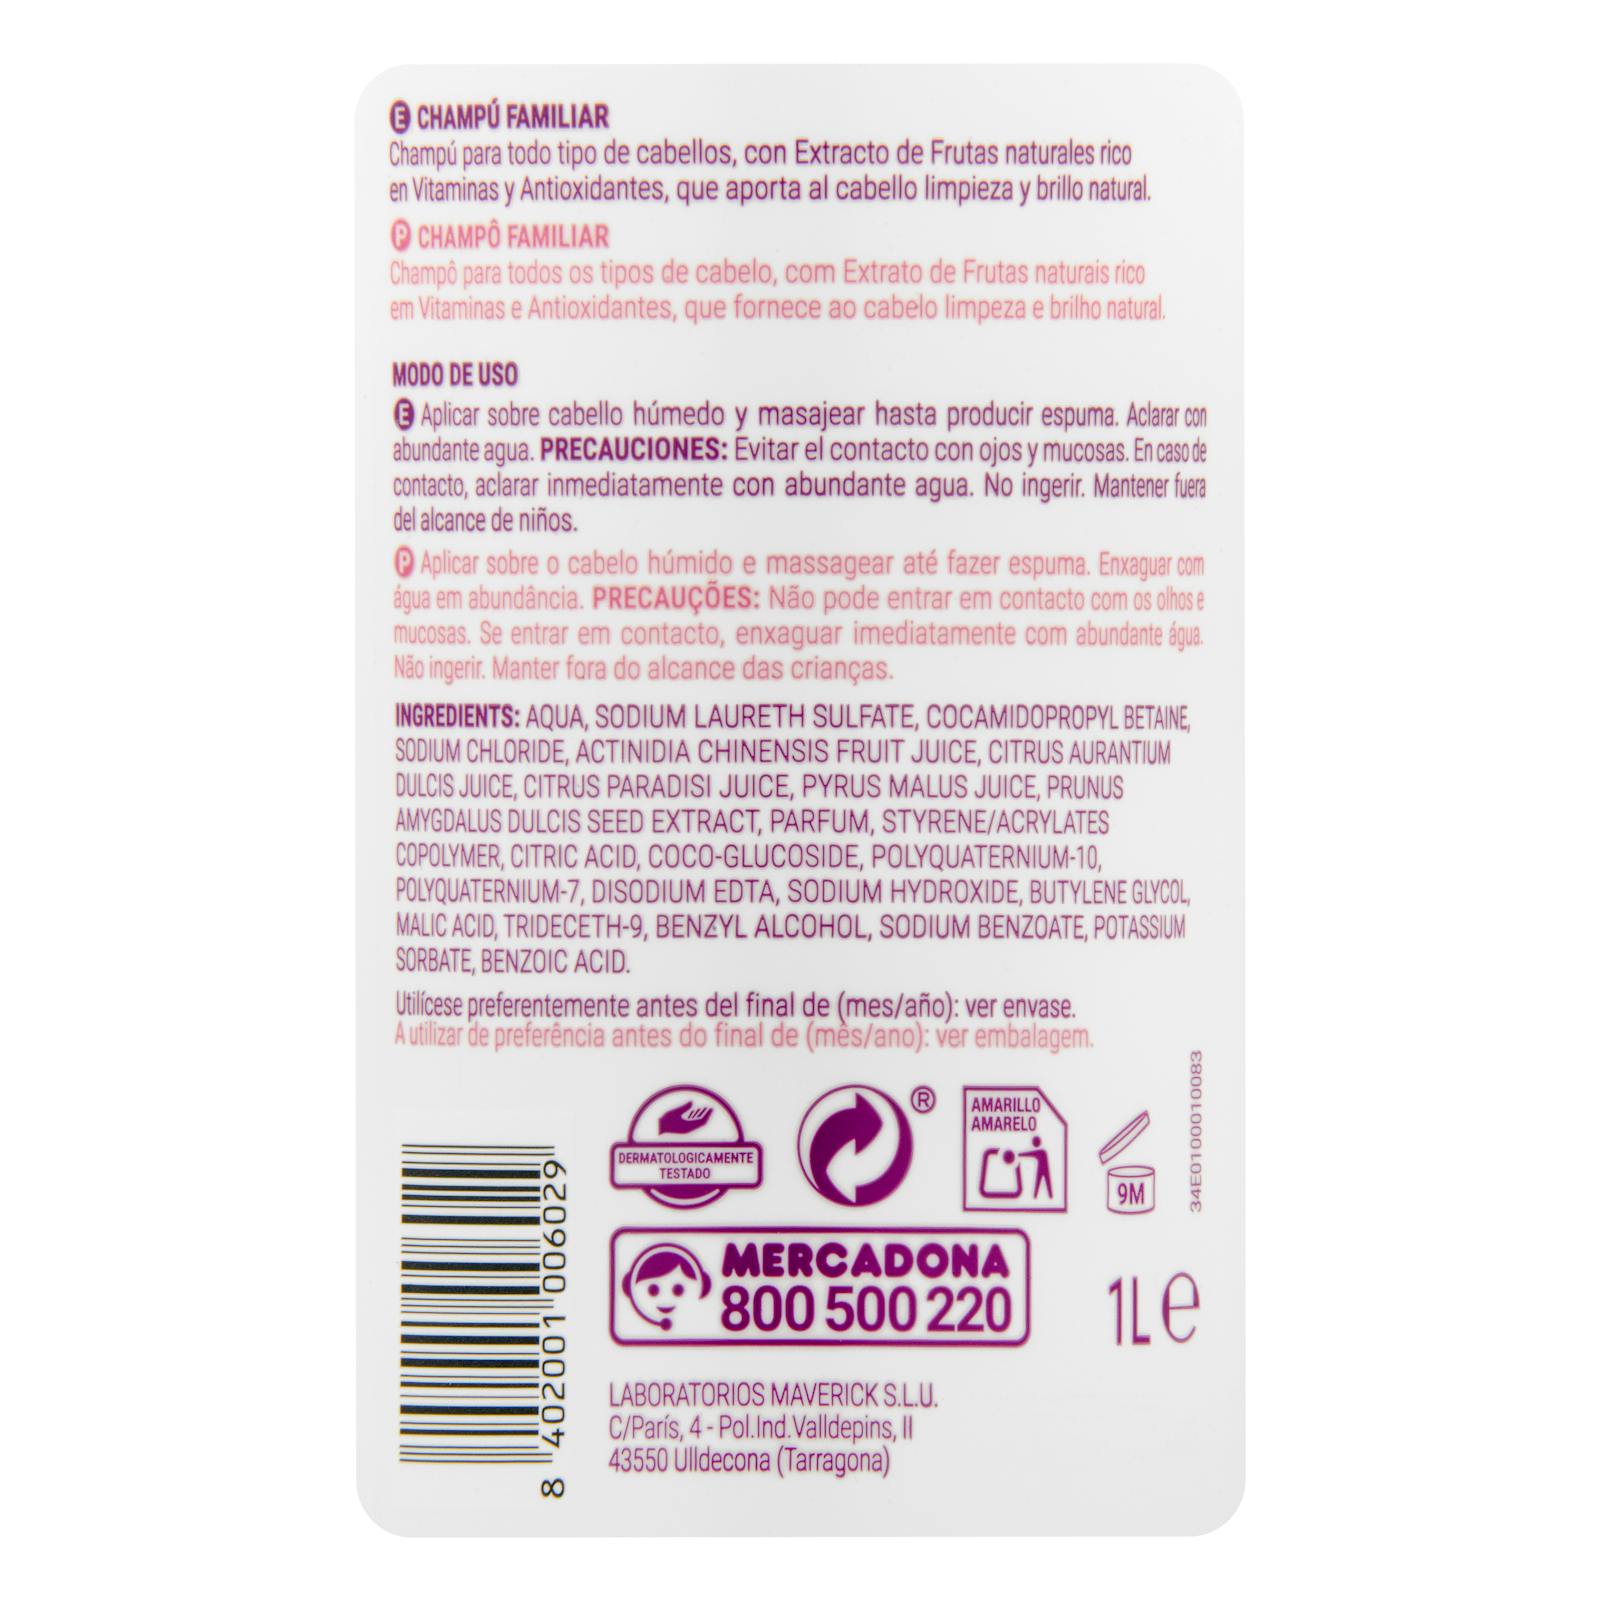 E CHAMPÚ FAMILIAR
Champú para todo tipo de cabellos, con Extracto de Frutas naturales rico
en Vitaminas y Antioxidantes, que aporta al cabello limpieza y brillo natural.
P CHAMPÔ FAMILIAR
Champô para todos os tipos de cabelo, com Extrato de Frutas naturais rico
em Vitaminas e Antioxidantes, que fornece ao cabelo limpeza e brilho natural.
MODO DE USO
E Aplicar sobre cabello húmedo y masajear hasta producir espuma. Aclarar con
abundante agua. PRECAUCIONES: Evitar el contacto con ojos y mucosas. En caso de
contacto, aclarar inmediatamente con abundante agua. No ingerir. Mantener fuera
del alcance de niños.
P Aplicar sobre o cabelo húmido e massagear até fazer espuma. Enxaguar com
água em abundância. PRECAUÇÕES: Não pode entrar em contacto com os olhos e
mucosas. Se entrar em contacto, enxaguar imediatamente com abundante água.
Não ingerir. Manter fora do alcance das crianças.
INGREDIENTS: AQUA, SODIUM LAURETH SULFATE, COCAMIDOPROPYL BETAINE,
SODIUM CHLORIDE, ACTINIDIA CHINENSIS FRUIT JUICE, CITRUS AURANTIUM
DULCIS JUICE, CITRUS PARADISI JUICE, PYRUS MALUS JUICE, PRUNUS
AMYGDALUS DULCIS SEED EXTRACT, PARFUM, STYRENE/ACRYLATES
COPOLYMER, CITRIC ACID, COCO-GLUCOSIDE, POLYQUATERNIUM-10,
POLYQUATERNIUM-7, DISODIUM EDTA, SODIUM HYDROXIDE, BUTYLENE GLYCOL,
MALIC ACID, TRIDECETH-9, BENZYL ALCOHOL, SODIUM BENZOATE, POTASSIUM
SORBATE, BENZOIC ACID.
Utilícese preferentemente antes del final de (mes/año): ver envase.
A utilizar de preferência antes do final de (mês/ano): ver embalagem.
DERMATOLOGICAMENTE
TESTADO
®
AMARILLO
AMARELO
9M
34E0100010083
8 402001 006029
MERCADONA
800 500 220
1L e
LABORATORIOS MAVERICK S.L.U.
C/París, 4 - Pol.Ind.Valldepins, II
43550 Ulldecona (Tarragona)